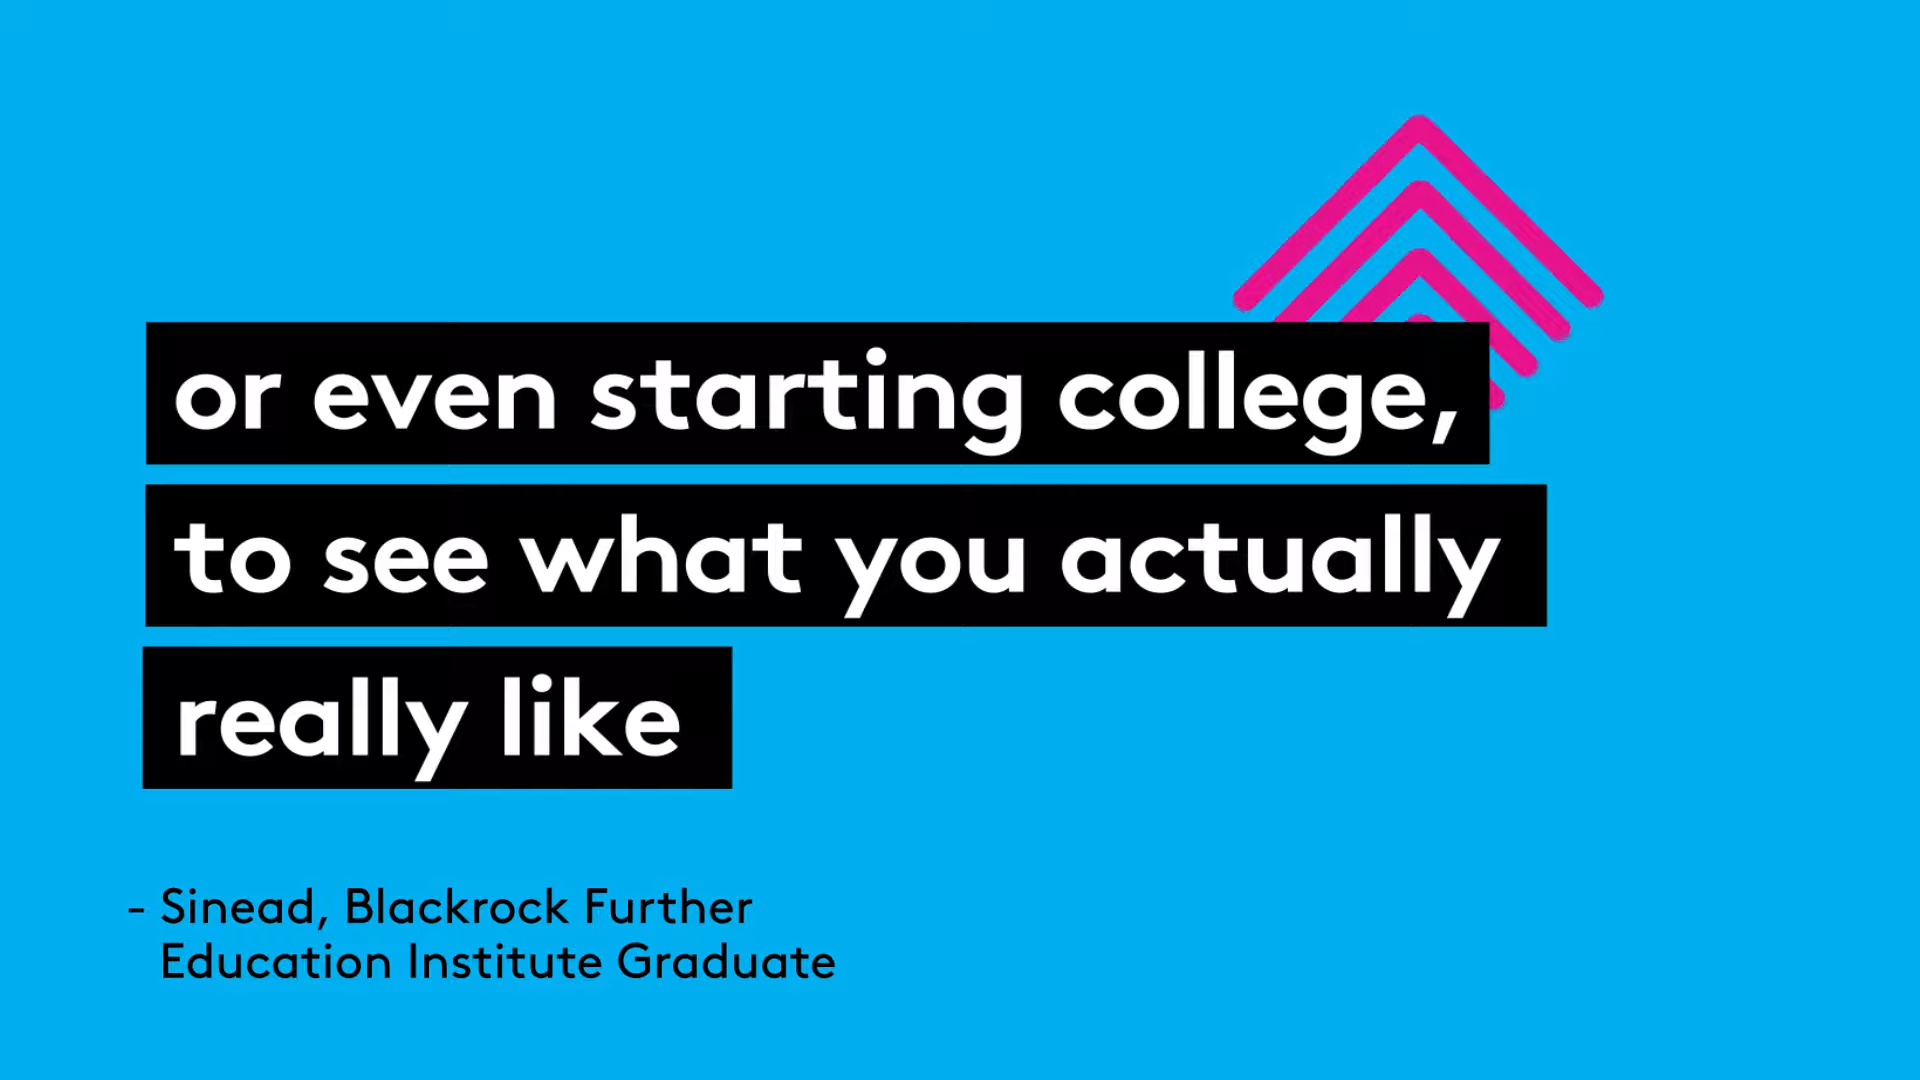 or even starting college,
to see what you actually
really like
- Sinead, Blackrock Further
Education Institute Graduate